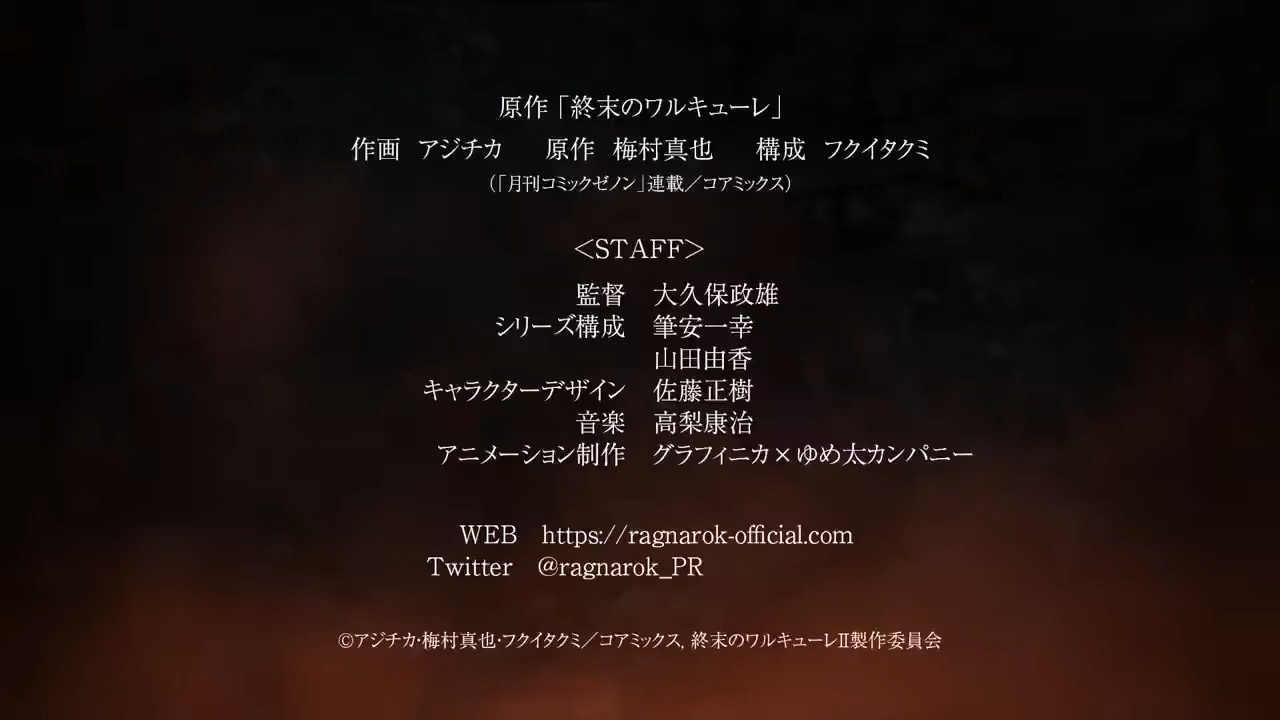 原作「終末のワルキューレ」
作画 アジチカ 原作 梅村真也 構成 フクイタクミ
(「月刊コミックゼノン」連載／コアミックス)
＜STAFF＞
監督 大久保政雄
シリーズ構成 筆安一幸
山田由香
キャラクターデザイン 佐藤正樹
音楽 高梨康治
アニメーション制作 グラフィニカ×ゆめ太カンパニー
WEB https://ragnarok-official.com
Twitter @ragnarok_PR
©アジチカ･梅村真也･フクイタクミ／コアミックス, 終末のワルキューレⅡ製作委員会